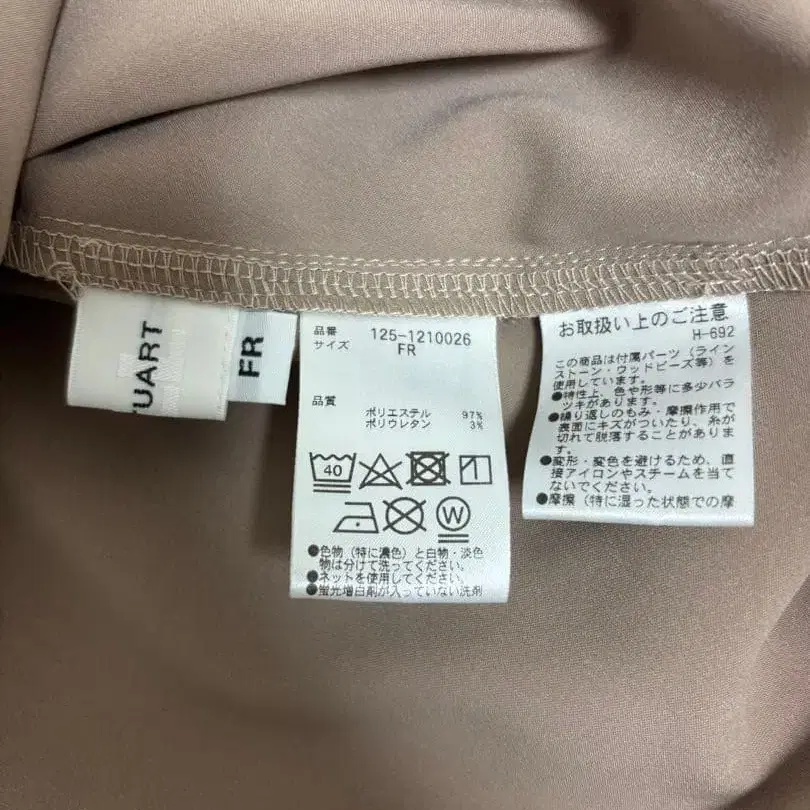 TUART
FR
品番 125-1210026
サイズ FR
品質
ポリエステル 97%
ポリウレタン 3%
40
W
●色物(特に濃色)と白物・淡色
物は分けて洗ってください。
●ネットを使用してください。
●蛍光増白剤が入っていない洗剤
お取扱い上のご注意
H-692
この商品は付属パーツ(ライン
ストーン・ウッドビーズ等)を
使用しています。
●特性上、色や形等に多少バラ
ツキがあります。
●繰り返しのもみ・摩擦作用で
表面にキズがついたり、糸が
切れて脱落することがありま
す。
●変形・変色を避けるため、直
接アイロンやスチームを当て
ないでください。
●摩擦(特に湿った状態での摩